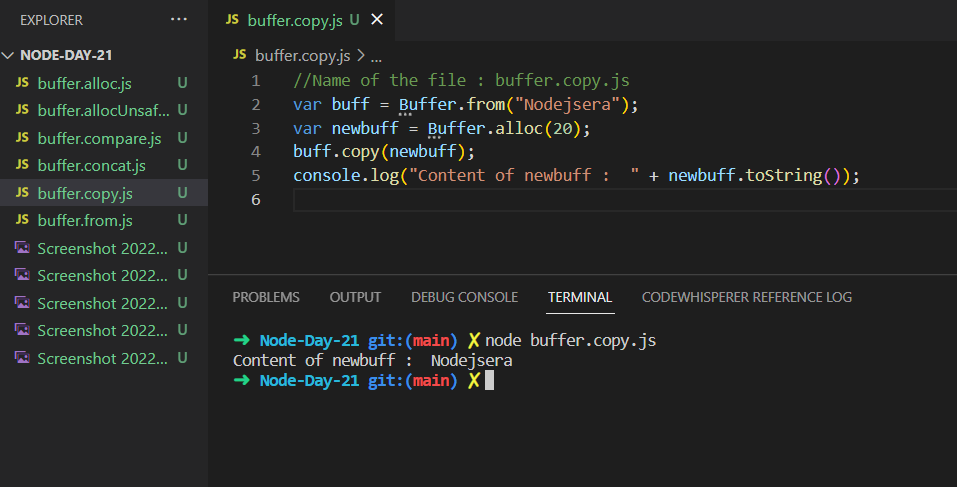 EXPLORER
···
NODE-DAY-21
JS buffer.alloc.js U
JS buffer.allocUnsaf... U
JS buffer.compare.js U
JS buffer.concat.js U
JS buffer.copy.js U
JS buffer.from.js U
Screenshot 2022... U
Screenshot 2022... U
Screenshot 2022... U
Screenshot 2022... U
Screenshot 2022... U
JS buffer.copy.js U ✕
JS buffer.copy.js > ...
1 //Name of the file : buffer.copy.js
2 var buff = Buffer.from("Nodejsera");
3 var newbuff = Buffer.alloc(20);
4 buff.copy(newbuff);
5 console.log("Content of newbuff :  " + newbuff.toString());
6
PROBLEMS OUTPUT DEBUG CONSOLE TERMINAL CODEWHISPERER REFERENCE LOG
➜ Node-Day-21 git:(main) ✗ node buffer.copy.js
Content of newbuff :  Nodejsera
➜ Node-Day-21 git:(main) ✗